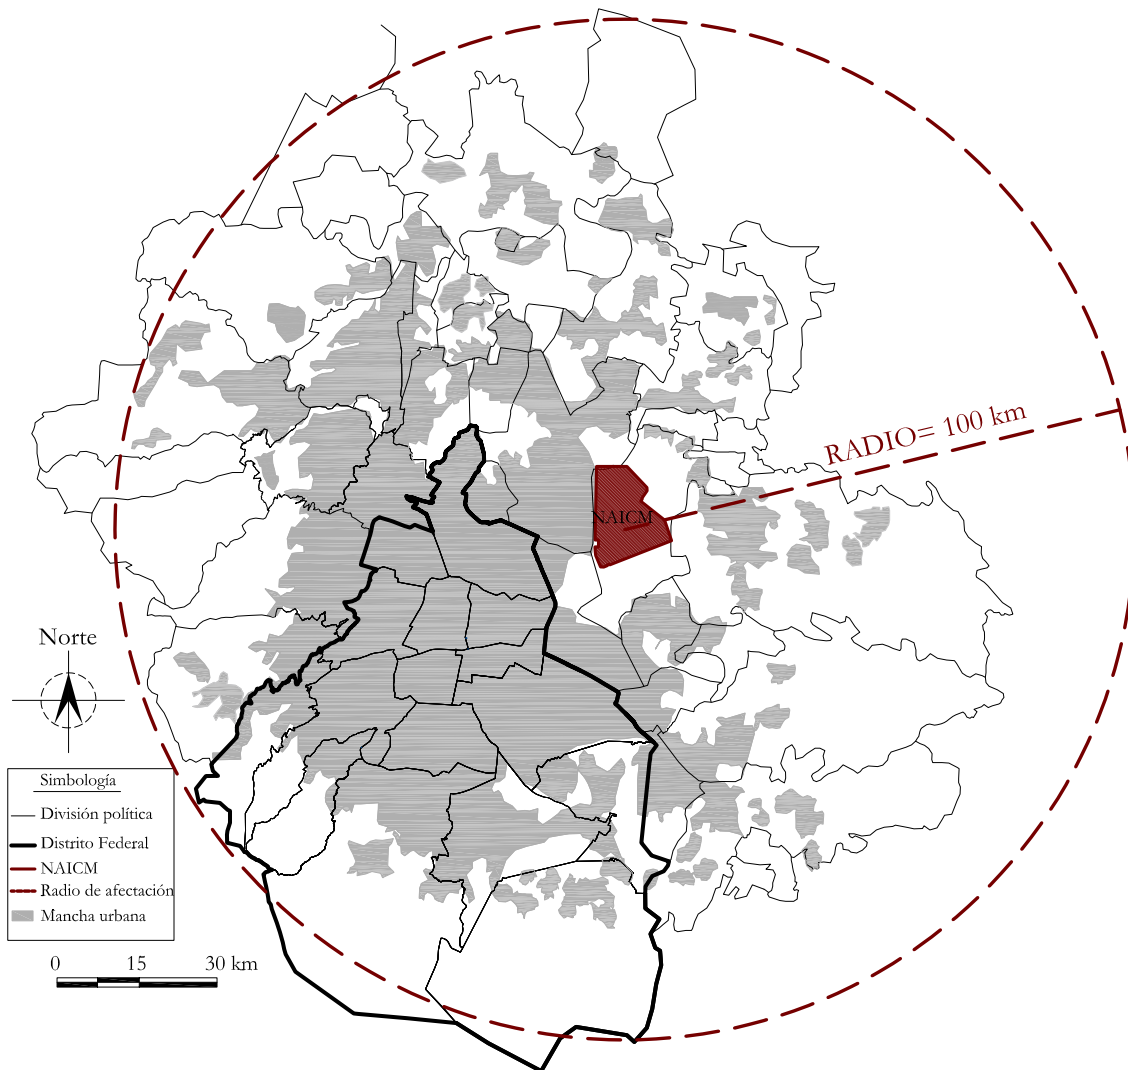 RADIO= 100 km
NAICM
Norte
Simbología
División política
Distrito Federal
NAICM
Radio de afectación
Mancha urbana
0 15 30 km